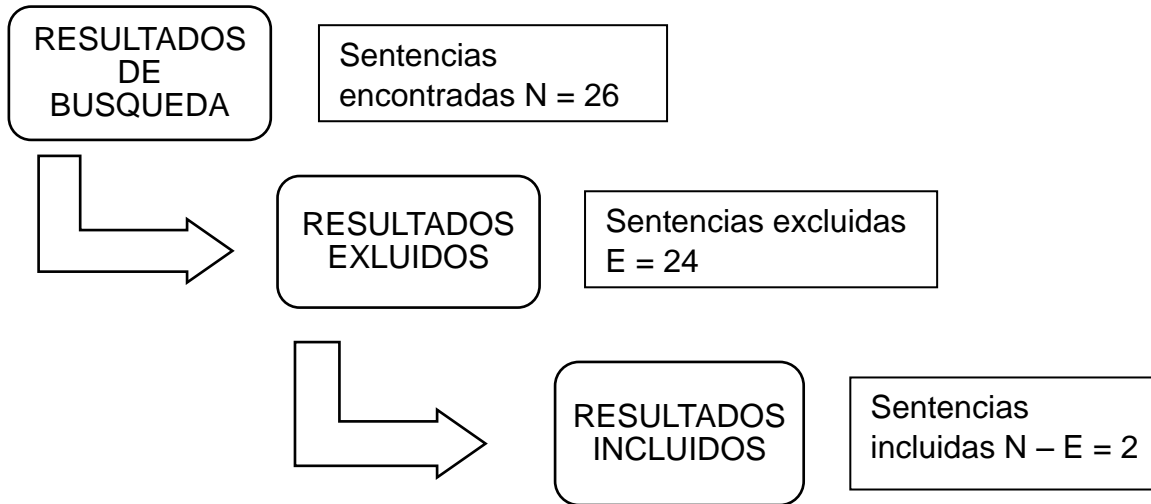 RESULTADOS
DE
BUSQUEDA
Sentencias
encontradas N = 26
RESULTADOS
EXLUIDOS
Sentencias excluidas
E = 24
RESULTADOS
INCLUIDOS
Sentencias
incluidas N – E = 2